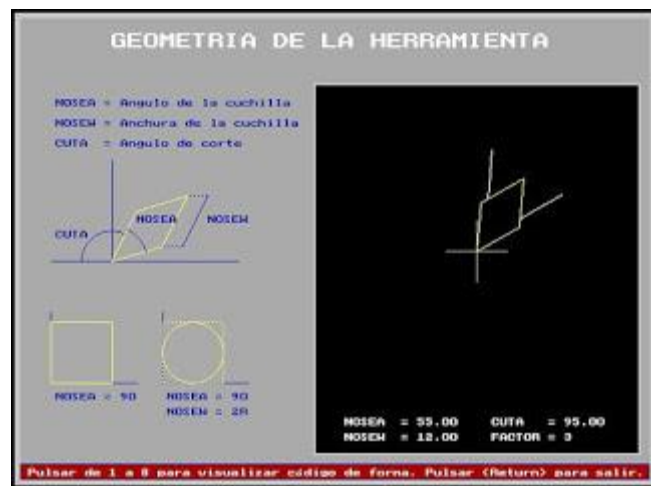 GEOMETRIA DE LA HERRAMIENTA
NOSEA = Angulo de la cuchilla
NOSEW = Anchura de la cuchilla
CUTA = Angulo de corte
NOSEA
NOSEW
CUTA
NOSEA = 90
NOSEA = 90
NOSEW = 2R
NOSEA = 55.00 CUTA = 95.00
NOSEW = 12.00 FACTOR = 3
Pulsar de 1 a 8 para visualizar código de forma. Pulsar (Return) para salir.